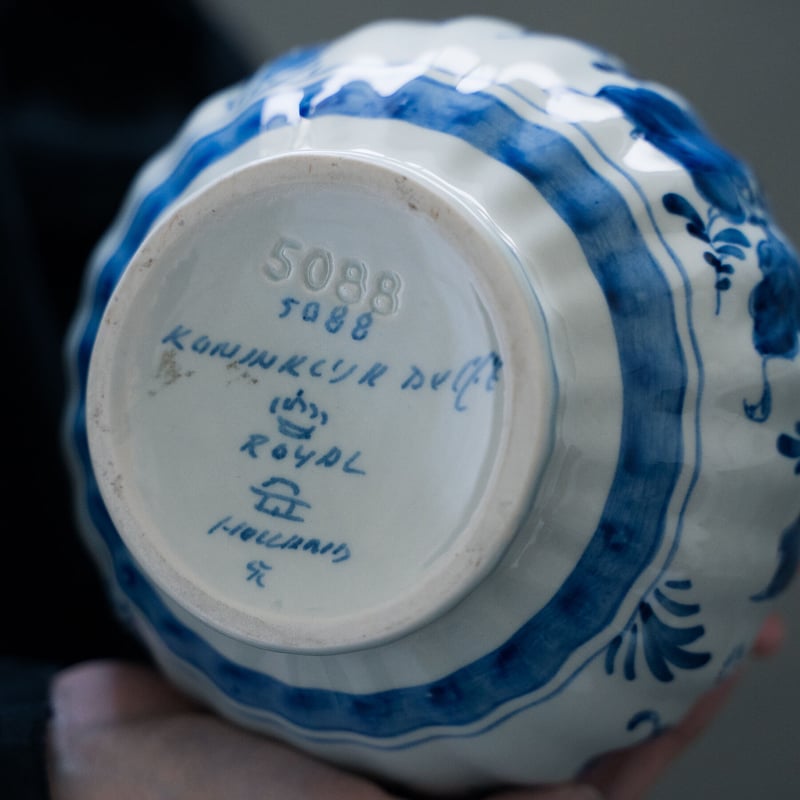 5088
5088
KONINKLIJK DELFT
ROYAL
HOLLAND